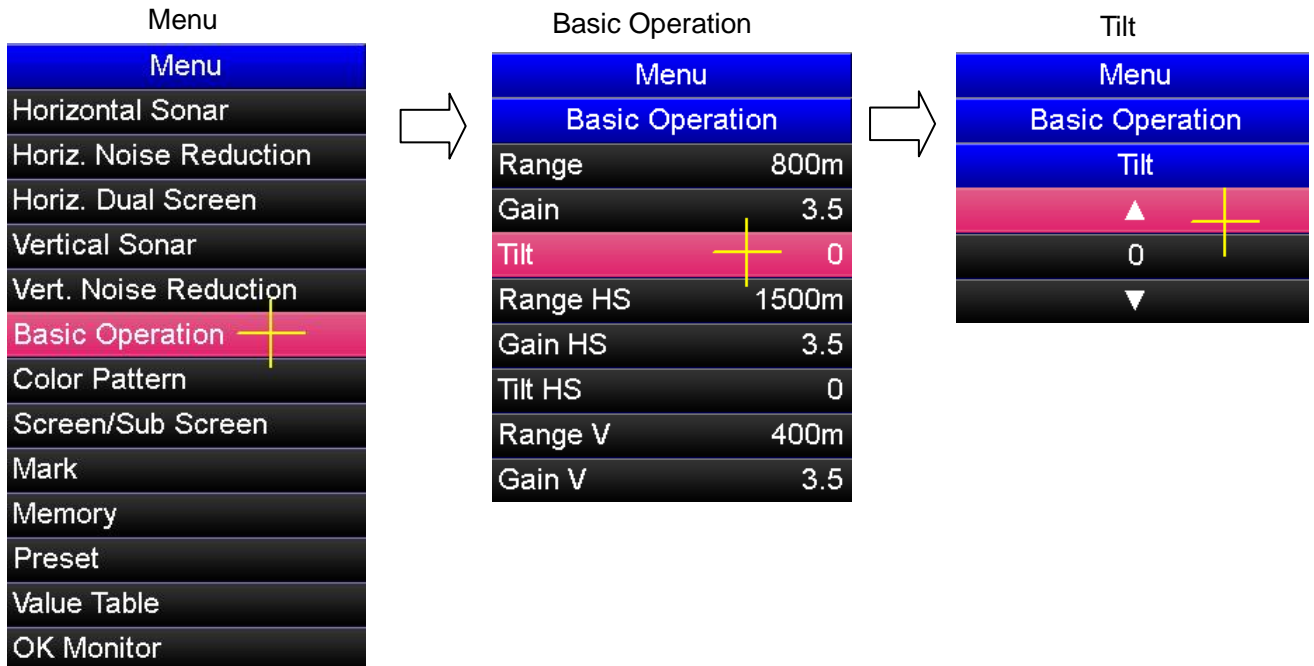 Menu
Menu
Horizontal Sonar
Horiz. Noise Reduction
Horiz. Dual Screen
Vertical Sonar
Vert. Noise Reduction
Basic Operation
Color Pattern
Screen/Sub Screen
Mark
Memory
Preset
Value Table
OK Monitor
Basic Operation
Menu
Basic Operation
Range 800m
Gain 3.5
Tilt 0
Range HS 1500m
Gain HS 3.5
Tilt HS 0
Range V 400m
Gain V 3.5
Tilt
Menu
Basic Operation
Tilt
▲
0
▼